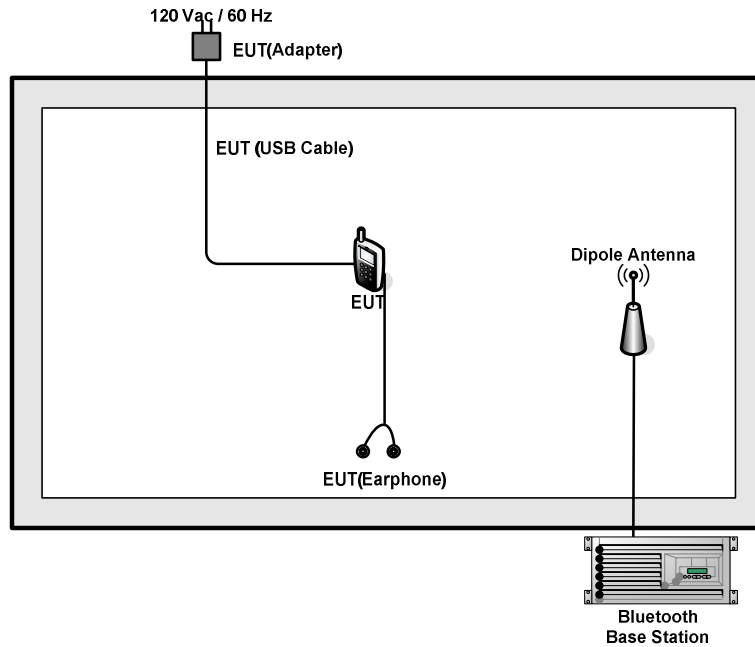 120 Vac / 60 Hz
EUT(Adapter)
EUT (USB Cable)
Dipole Antenna
EUT
EUT(Earphone)
Bluetooth
Base Station